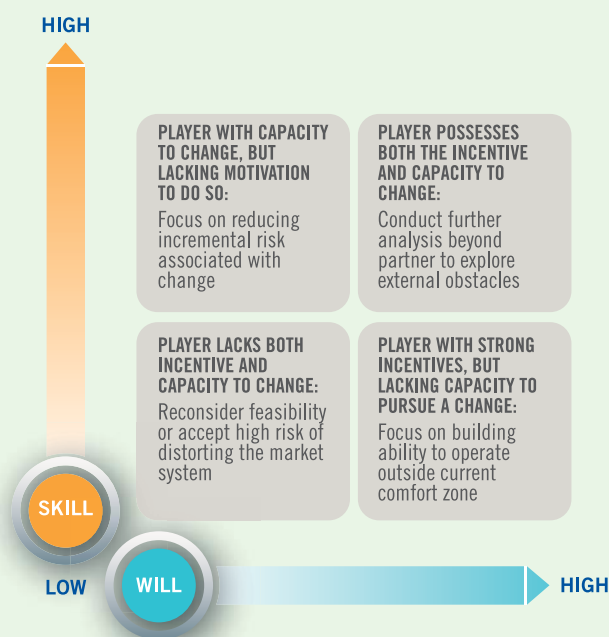 HIGH
PLAYER WITH CAPACITY
TO CHANGE, BUT
LACKING MOTIVATION
TO DO SO:
Focus on reducing
incremental risk
associated with
change
PLAYER POSSESSES
BOTH THE INCENTIVE
AND CAPACITY TO
CHANGE:
Conduct further
analysis beyond
partner to explore
external obstacles
PLAYER LACKS BOTH
INCENTIVE AND
CAPACITY TO CHANGE:
Reconsider feasibility
or accept high risk of
distorting the market
system
PLAYER WITH STRONG
INCENTIVES, BUT
LACKING CAPACITY TO
PURSUE A CHANGE:
Focus on building
ability to operate
outside current
comfort zone
SKILL
LOW
WILL
HIGH